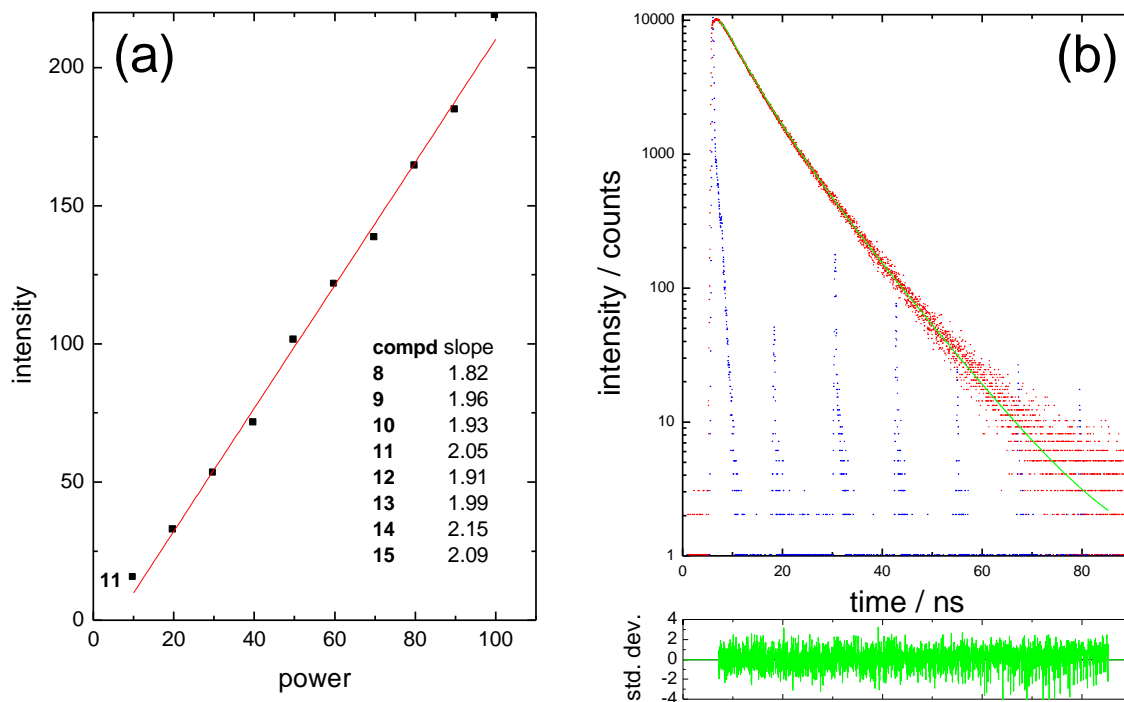 (a)
200
150
100
50
0
intensity
compd slope
8 1.82
9 1.96
10 1.93
11 2.05
12 1.91
13 1.99
14 2.15
15 2.09
11
0 20 40 60 80 100
power
(b)
10000
1000
100
10
1
intensity / counts
0 20 40 60 80
time / ns
4
2
0
-2
-4
std. dev.